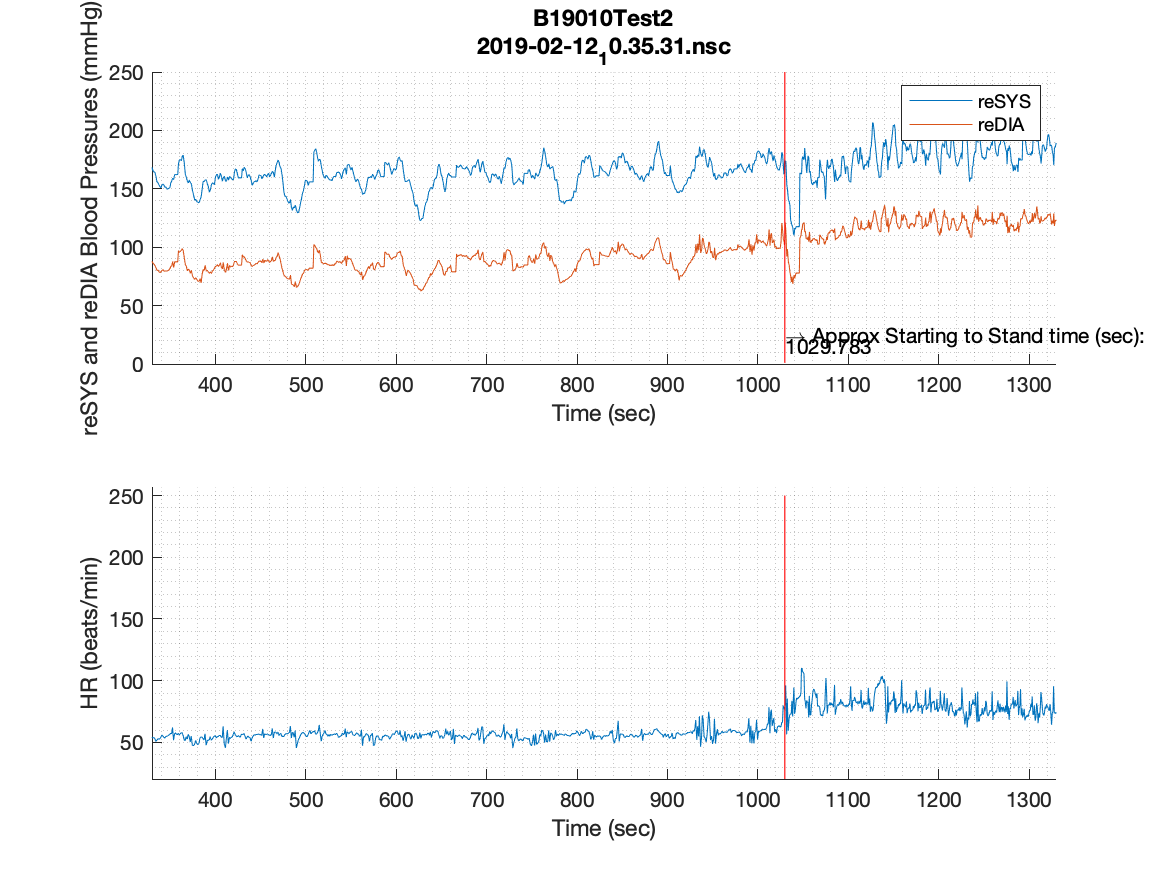 B19010Test2
2019-02-12₁0.35.31.nsc
reSYS and reDIA Blood Pressures (mmHg)
250
200
150
100
50
0
reSYS
reDIA
→ Approx Starting to Stand time (sec):
1029.783
400 500 600 700 800 900 1000 1100 1200 1300
Time (sec)
HR (beats/min)
250
200
150
100
50
400 500 600 700 800 900 1000 1100 1200 1300
Time (sec)